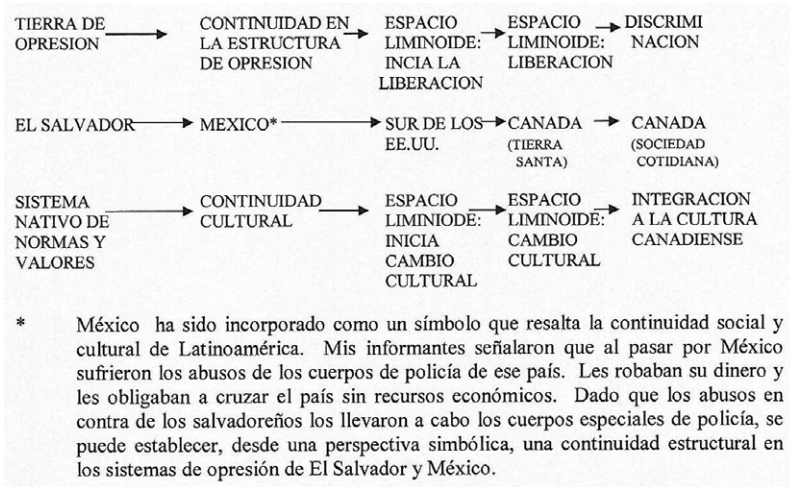 TIERRA DE CONTINUIDAD EN ESPACIO ESPACIO DISCRIMI
OPRESION LA ESTRUCTURA LIMINOIDE: LIMINOIDE: NACION
DE OPRESION INCIA LA LIBERACION
LIBERACION
EL SALVADOR MEXICO* SUR DE LOS CANADA CANADA
EE.UU. (TIERRA (SOCIEDAD
SANTA) COTIDIANA)
SISTEMA CONTINUIDAD ESPACIO ESPACIO INTEGRACION
NATIVO DE CULTURAL LIMINIODE: LIMINOIDE: A LA CULTURA
NORMAS Y INICIA CAMBIO CANADIENSE
VALORES CAMBIO CULTURAL
CULTURAL
* México ha sido incorporado como un símbolo que resalta la continuidad social y
cultural de Latinoamérica. Mis informantes señalaron que al pasar por México
sufrieron los abusos de los cuerpos de policía de ese país. Les robaban su dinero y
les obligaban a cruzar el país sin recursos económicos. Dado que los abusos en
contra de los salvadoreños los llevaron a cabo los cuerpos especiales de policía, se
puede establecer, desde una perspectiva simbólica, una continuidad estructural en
los sistemas de opresión de El Salvador y México.